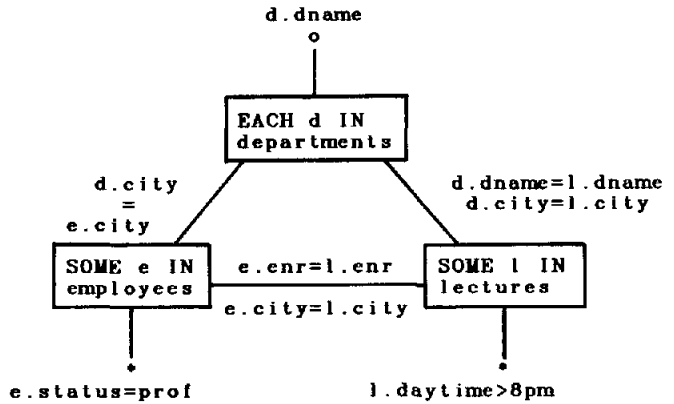 d.dname
EACH d IN
departments
d.city
=
e.city
d.dname=l.dname
d.city=l.city
SOME e IN
employees
e.enr=l.enr
e.city=l.city
SOME l IN
lectures
e.status=prof
l.daytime>8pm